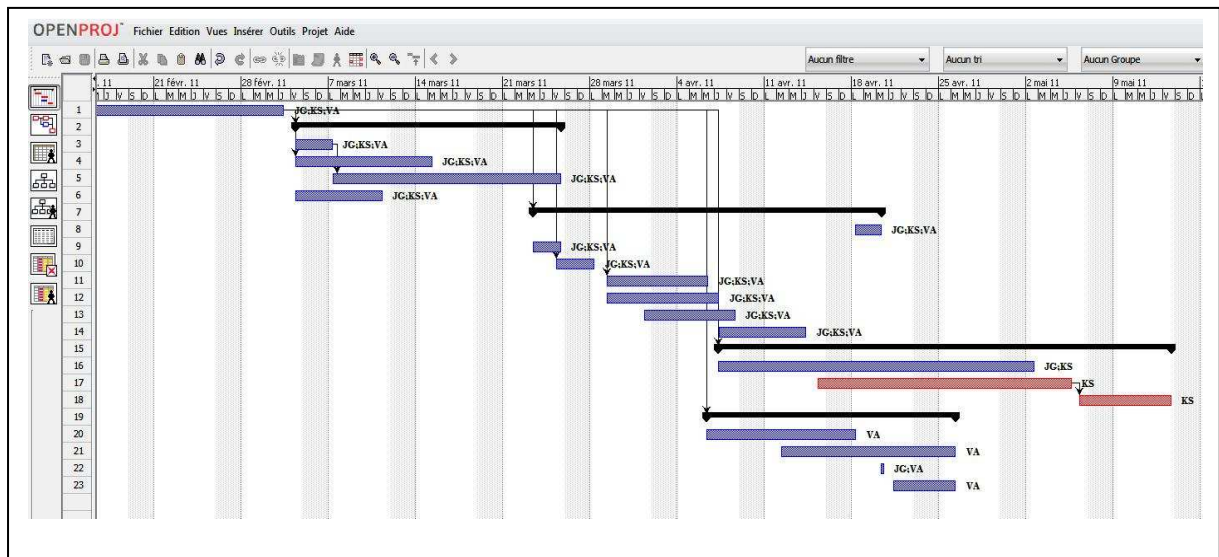 OPENPROJ Fichier Edition Vues Insérer Outils Projet Aide
Aucun filtre Aucun tri Aucun Groupe
. 11 21 févr. 11 28 févr. 11 7 mars 11 14 mars 11 21 mars 11 28 mars 11 4 avr. 11 11 avr. 11 18 avr. 11 25 avr. 11 2 mai 11 9 mai 11
M J V S D L M M J V S D L M M J V S D L M M J V S D L M M J V S D L M M J V S D L M M J V S D L M M J V S D L M M J V S D L M M J V S D L M M J V S D L M M J V S D L M M J V S D L
1 JG;KS;VA
2
3 JG;KS;VA
4 JG;KS;VA
5 JG;KS;VA
6 JG;KS;VA
7
8 JG;KS;VA
9 JG;KS;VA
10 JG;KS;VA
11 JG;KS;VA
12 JG;KS;VA
13 JG;KS;VA
14 JG;KS;VA
15
16 JG;KS
17 KS
18 KS
19
20 VA
21 VA
22 JG;VA
23 VA